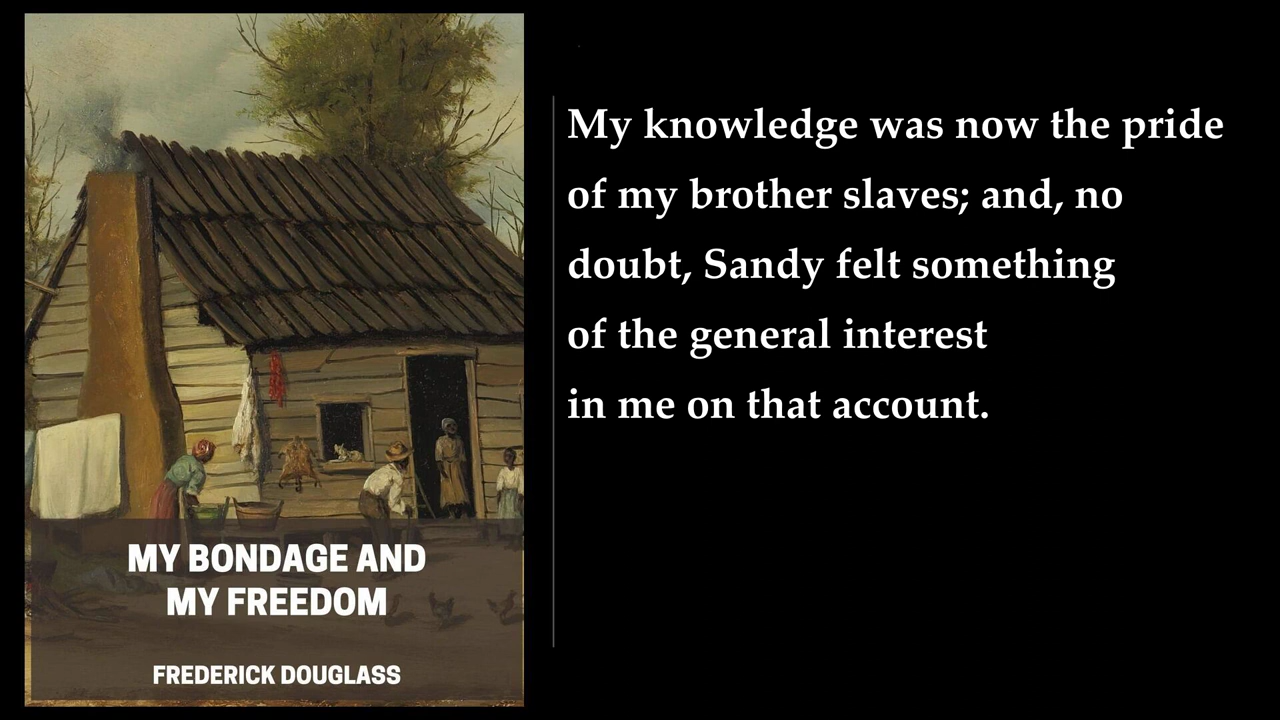 MY BONDAGE AND
MY FREEDOM
FREDERICK DOUGLASS
My knowledge was now the pride
of my brother slaves; and, no
doubt, Sandy felt something
of the general interest
in me on that account.